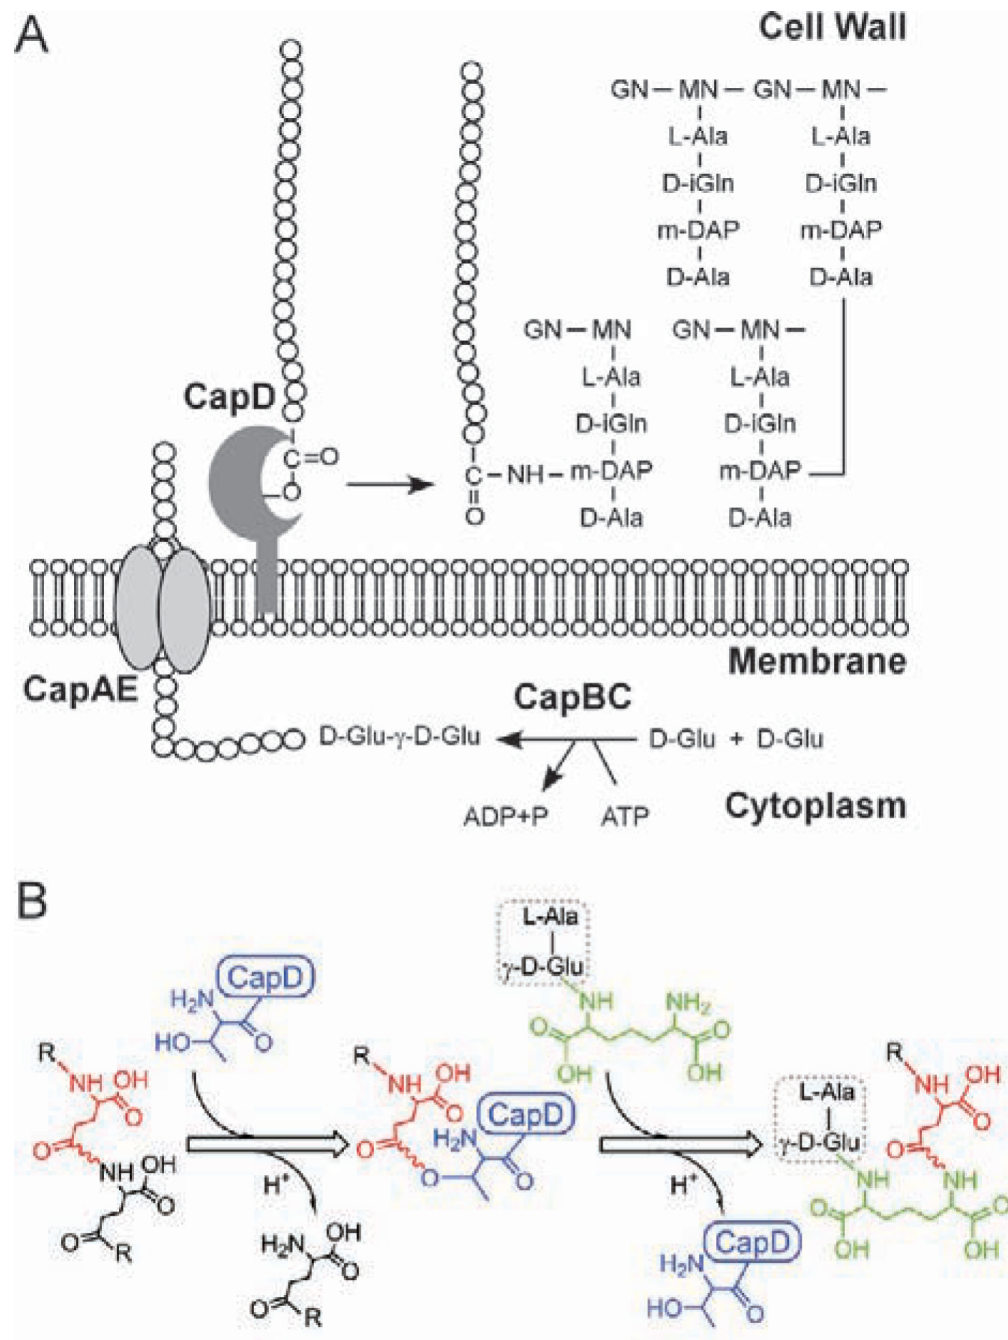 A
Cell Wall
GN – MN – GN – MN –
L-Ala L-Ala
D-iGln D-iGln
m-DAP m-DAP
D-Ala D-Ala
GN – MN GN – MN –
L-Ala L-Ala
D-iGln D-iGln
C – NH – m-DAP m-DAP
O D-Ala D-Ala
CapD
C=O
O
Membrane
CapAE
CapBC
D-Glu-γ-D-Glu D-Glu + D-Glu
ADP+P ATP
Cytoplasm
B
L-Ala
γ-D-Glu
CapD
H₂N
HO O
NH NH₂
O O
OH OH
R
NH OH
O
O
NH OH
O
O R
H⁺
H₂N OH
O
O R
R
NH OH
O
O
H₂N CapD
O O
H⁺
CapD
H₂N
HO O
R
NH OH
O
O
L-Ala
γ-D-Glu
NH NH
O O
OH OH